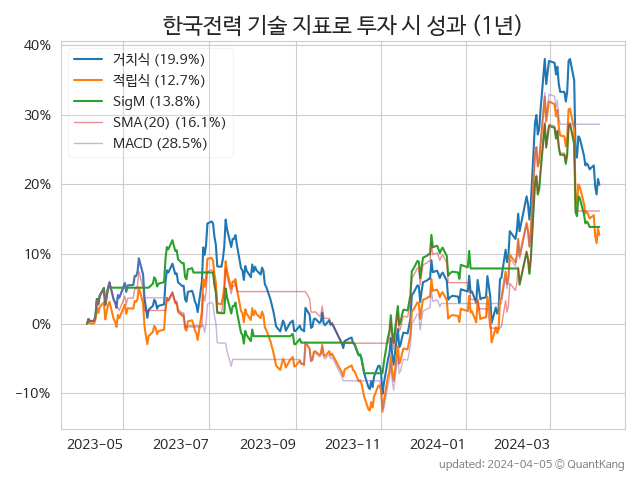 한국전력 기술 지표로 투자 시 성과 (1년)
40%
30%
20%
10%
0%
−10%
거치식 (19.9%)
적립식 (12.7%)
SigM (13.8%)
SMA(20) (16.1%)
MACD (28.5%)
2023-05 2023-07 2023-09 2023-11 2024-01 2024-03
updated: 2024-04-05 © QuantKang